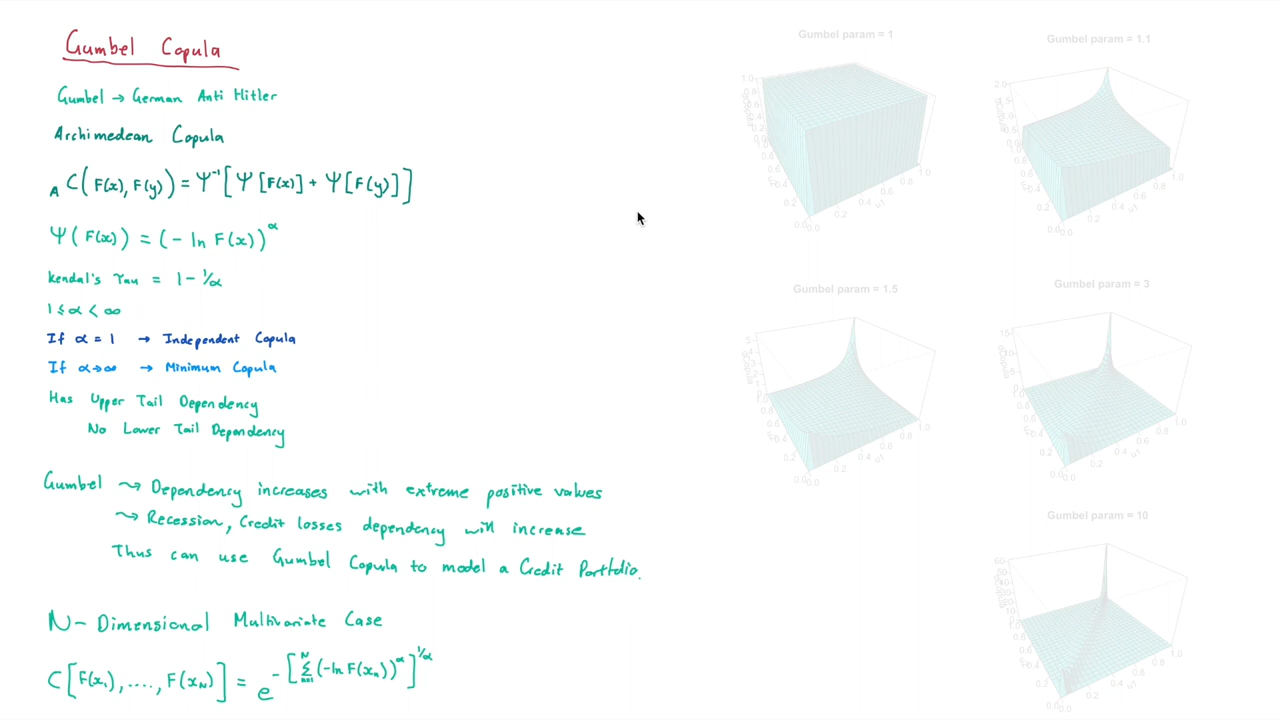 Gumbel Copula
Gumbel → German Anti Hitler
Archimedean Copula
A C(F(x), F(y)) = Ψ⁻¹[Ψ[F(x)] + Ψ[F(y)]]
Ψ(F(x)) = (- ln F(x))^α
Kendal's Tau = 1 - 1/α
1 ≤ α < ∞
If α = 1 → Independent Copula
If α→∞ → Minimum Copula
Has Upper Tail Dependency
No Lower Tail Dependency
Gumbel ⇝ Dependency increases with extreme positive values
⇝ Recession, Credit losses dependency will increase
Thus can use Gumbel Copula to model a Credit Portfolio.
N- Dimensional Multivariate Case
C[F(x₁), ...., F(x_N)] = e^-[Σ_{n=1}^{N} (-ln F(x_n))^α]^{1/α}
Gumbel param = 1
Gumbel param = 1.1
Gumbel param = 1.5
Gumbel param = 3
Gumbel param = 10